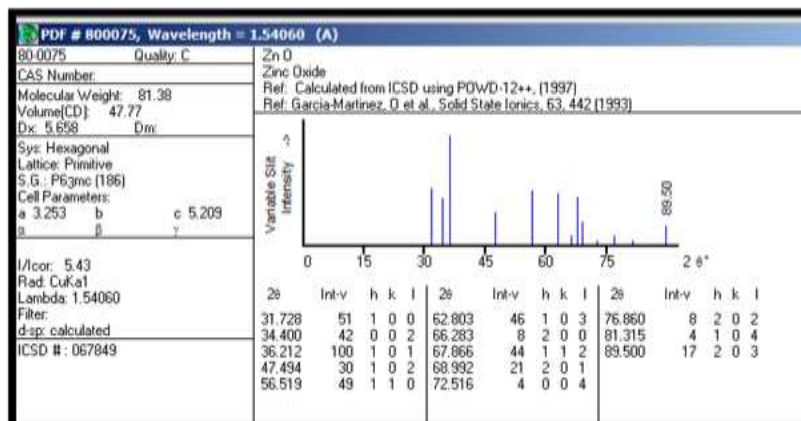 PDF # 800075, Wavelength = 1.54060 (A)
80-0075 Quality: C
CAS Number:
Molecular Weight: 81.38
Volume[CD]: 47.77
Dx: 5.658 Dm:
Sys: Hexagonal
Lattice: Primitive
S.G.: P63mc (186)
Cell Parameters:
a 3.253 b c 5.209
α β γ
I/Icor: 5.43
Rad: CuKa1
Lambda: 1.54060
Filter:
d-sp: calculated
ICSD # : 067849
Zn O
Zinc Oxide
Ref: Calculated from ICSD using POWD-12++, (1997)
Ref: Garcia-Martinez, O et al., Solid State Ionics, 63, 442 (1993)
Variable Slit
Intensity ->
89.50
0 15 30 45 60 75 2 θ°
2θ Int-v h k l 2θ Int-v h k l 2θ Int-v h k l
31.728 51 1 0 0 62.803 46 1 0 3 76.860 8 2 0 2
34.400 42 0 0 2 66.283 8 2 0 0 81.315 4 1 0 4
36.212 100 1 0 1 67.866 44 1 1 2 89.500 17 2 0 3
47.494 30 1 0 2 68.992 21 2 0 1
56.519 49 1 1 0 72.516 4 0 0 4